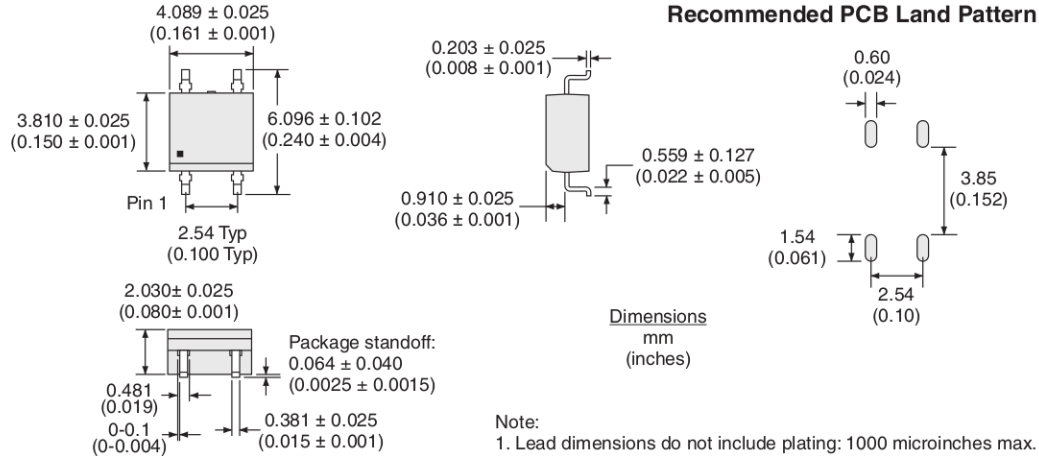 Recommended PCB Land Pattern
4.089 ± 0.025
(0.161 ± 0.001)
3.810 ± 0.025
(0.150 ± 0.001)
6.096 ± 0.102
(0.240 ± 0.004)
Pin 1
2.54 Typ
(0.100 Typ)
0.203 ± 0.025
(0.008 ± 0.001)
0.559 ± 0.127
(0.022 ± 0.005)
0.910 ± 0.025
(0.036 ± 0.001)
0.60
(0.024)
3.85
(0.152)
1.54
(0.061)
2.54
(0.10)
2.030± 0.025
(0.080± 0.001)
Package standoff:
0.064 ± 0.040
(0.0025 ± 0.0015)
0.481
(0.019)
0-0.1
(0-0.004)
0.381 ± 0.025
(0.015 ± 0.001)
Dimensions
mm
(inches)
Note:
1. Lead dimensions do not include plating: 1000 microinches max.